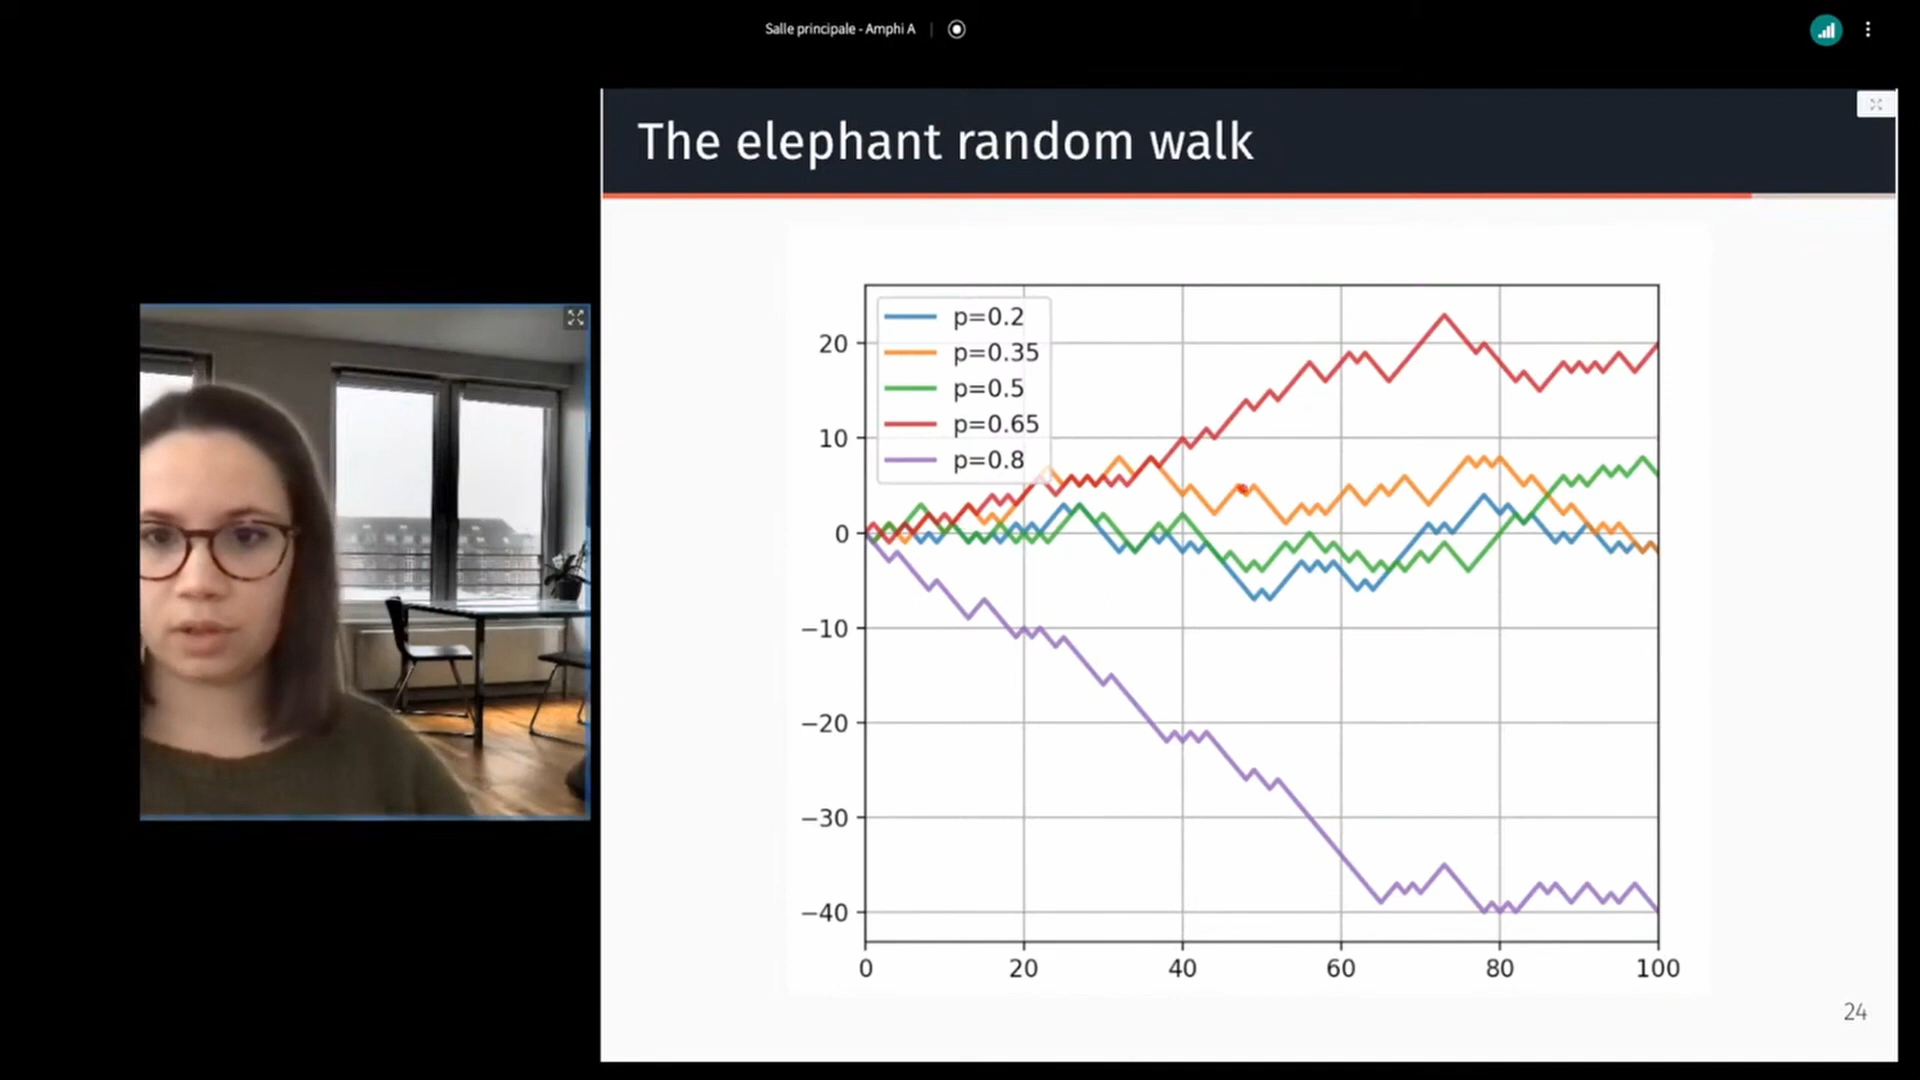 Salle principale - Amphi A
The elephant random walk
p=0.2
p=0.35
p=0.5
p=0.65
p=0.8
20
10
0
−10
−20
−30
−40
0 20 40 60 80 100
24